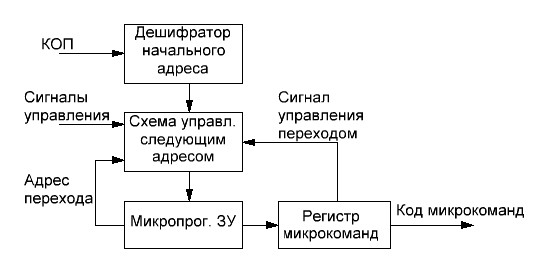 КОП
Дешифратор
начального
адреса
Сигналы
управления
Схема управл.
следующим
адресом
Сигнал
управления
переходом
Адрес
перехода
Микропрог. ЗУ
Регистр
микрокоманд
Код микрокоманд